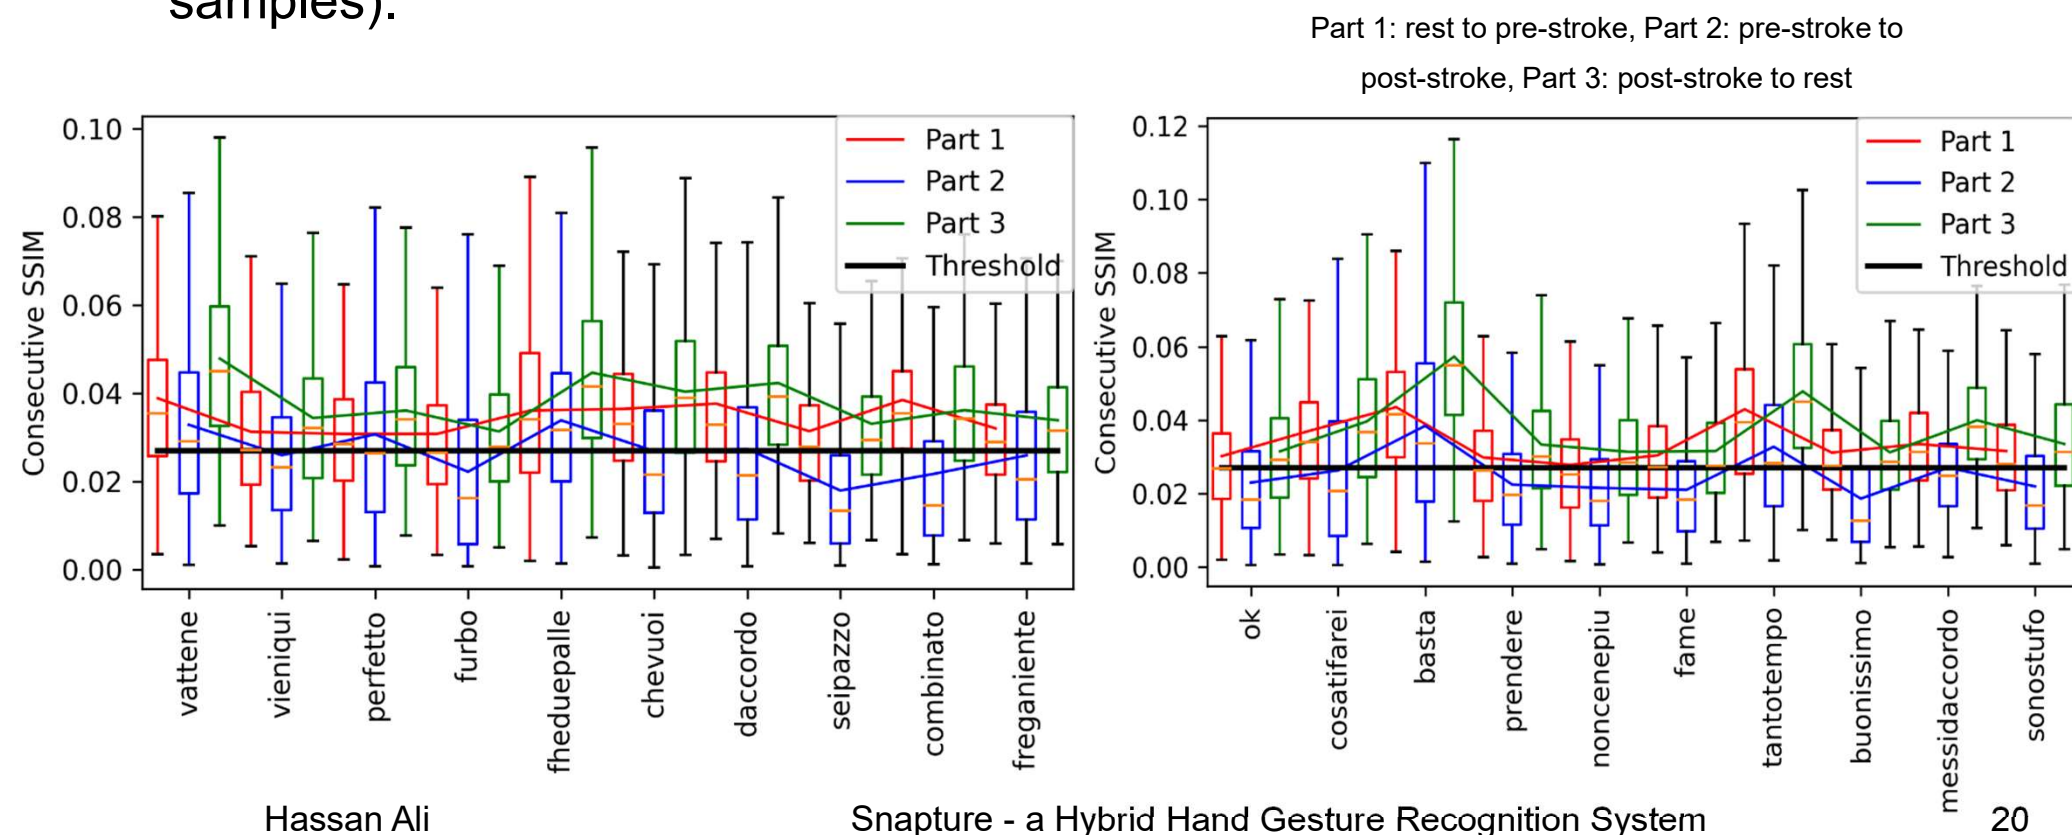 samples).
Part 1: rest to pre-stroke, Part 2: pre-stroke to
post-stroke, Part 3: post-stroke to rest
Consecutive SSIM
0.10
0.08
0.06
0.04
0.02
0.00
Part 1
Part 2
Part 3
Threshold
vattene
vieniqui
perfetto
furbo
fheduepalle
chevuoi
daccordo
seipazzo
combinato
freganiente
Consecutive SSIM
0.12
0.10
0.08
0.06
0.04
0.02
0.00
Part 1
Part 2
Part 3
Threshold
ok
cosatifarei
basta
prendere
noncenepiu
fame
tantotempo
buonissimo
messidaccordo
sonostufo
Hassan Ali
Snapture - a Hybrid Hand Gesture Recognition System
20